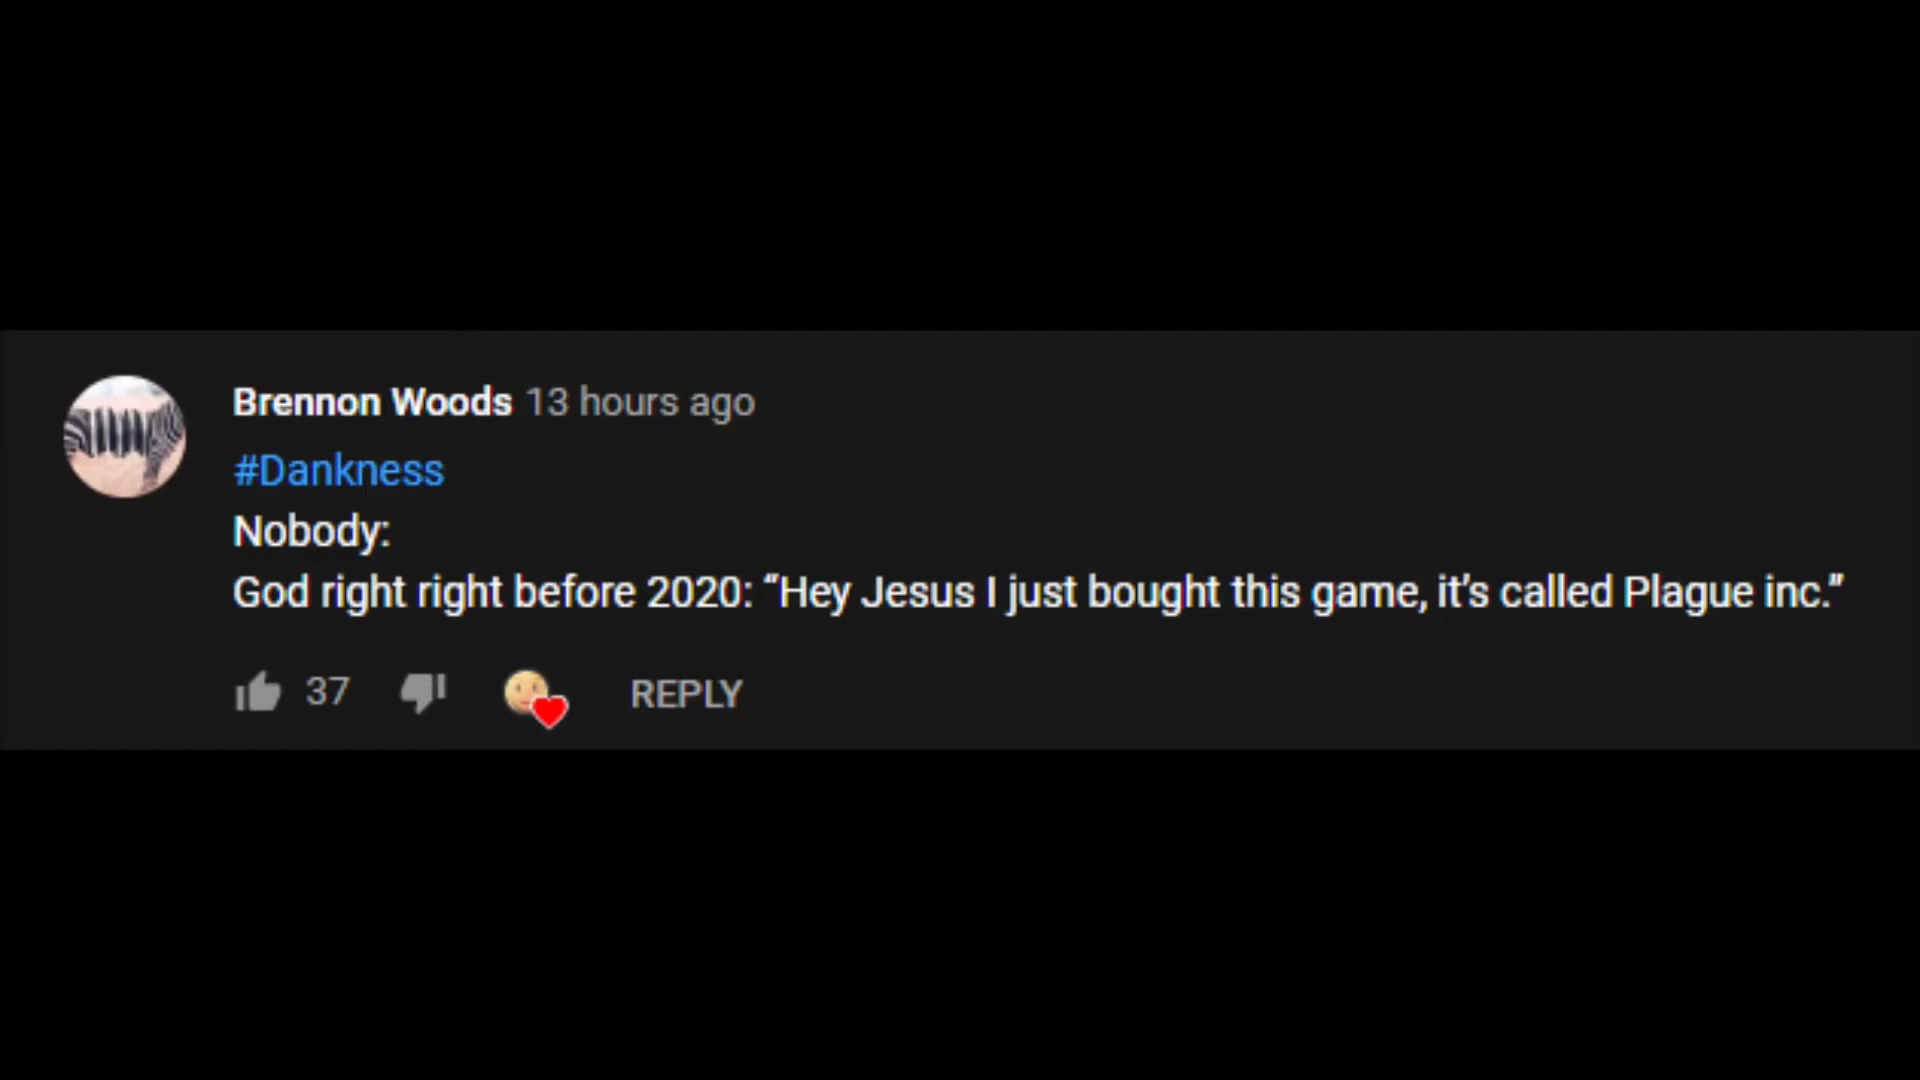 Brennon Woods 13 hours ago
#Dankness
Nobody:
God right right before 2020: “Hey Jesus I just bought this game, it’s called Plague inc.”
37 REPLY